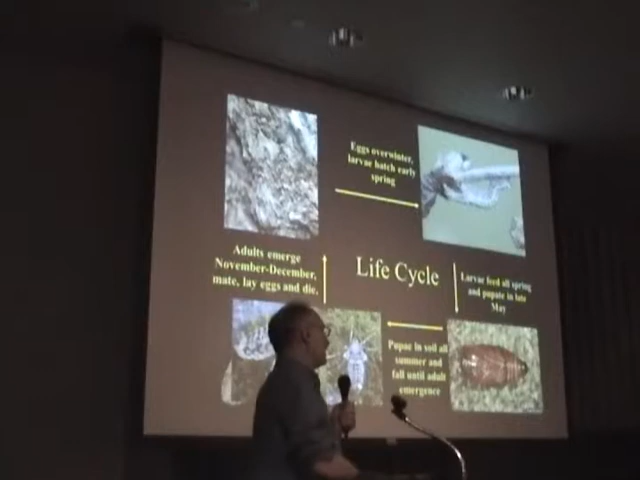 Eggs overwinter,
larvae hatch early
spring
Adults emerge
November-December,
mate, lay eggs and die.
Life Cycle
Larvae feed all spring
and pupate in late
May
Pupae in soil all
summer and
fall until adult
emergence